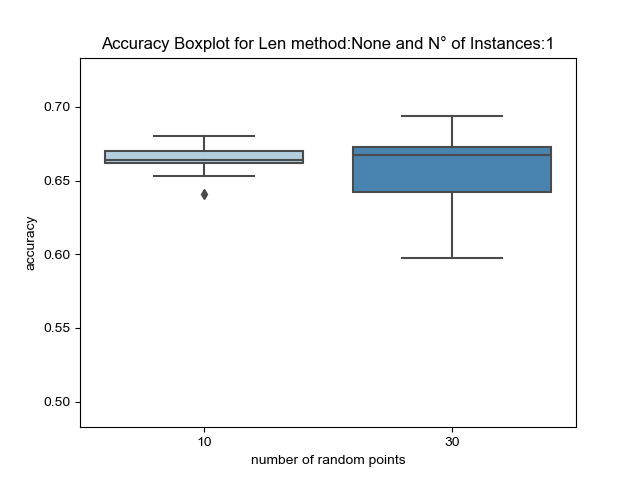 Accuracy Boxplot for Len method:None and N° of Instances:1
0.70
0.65
0.60
0.55
0.50
accuracy
10
30
number of random points